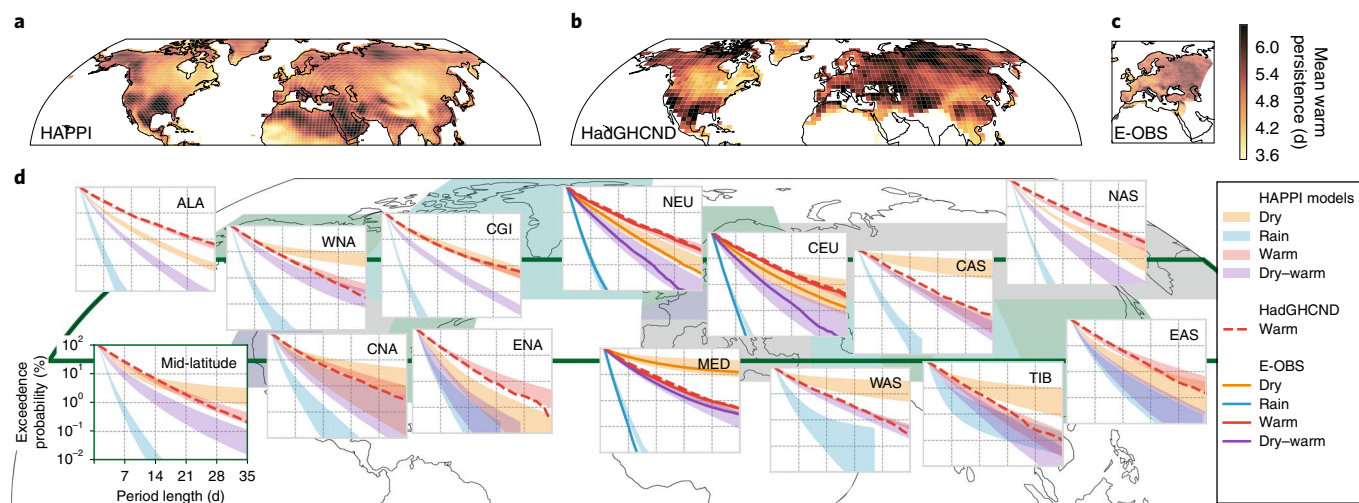 a
b
c
HAPPI
HadGHCND
E-OBS
6.0
5.4
4.8
4.2
3.6
Mean warm
persistence (d)
d
ALA
WNA
CGI
NEU
CEU
CAS
NAS
Mid-latitude
CNA
ENA
MED
WAS
TIB
EAS
Exceedence
probability (%)
10²
10¹
10⁰
10⁻¹
10⁻²
7
14
21
28
35
Period length (d)
HAPPI models
Dry
Rain
Warm
Dry–warm
HadGHCND
Warm
E-OBS
Dry
Rain
Warm
Dry–warm